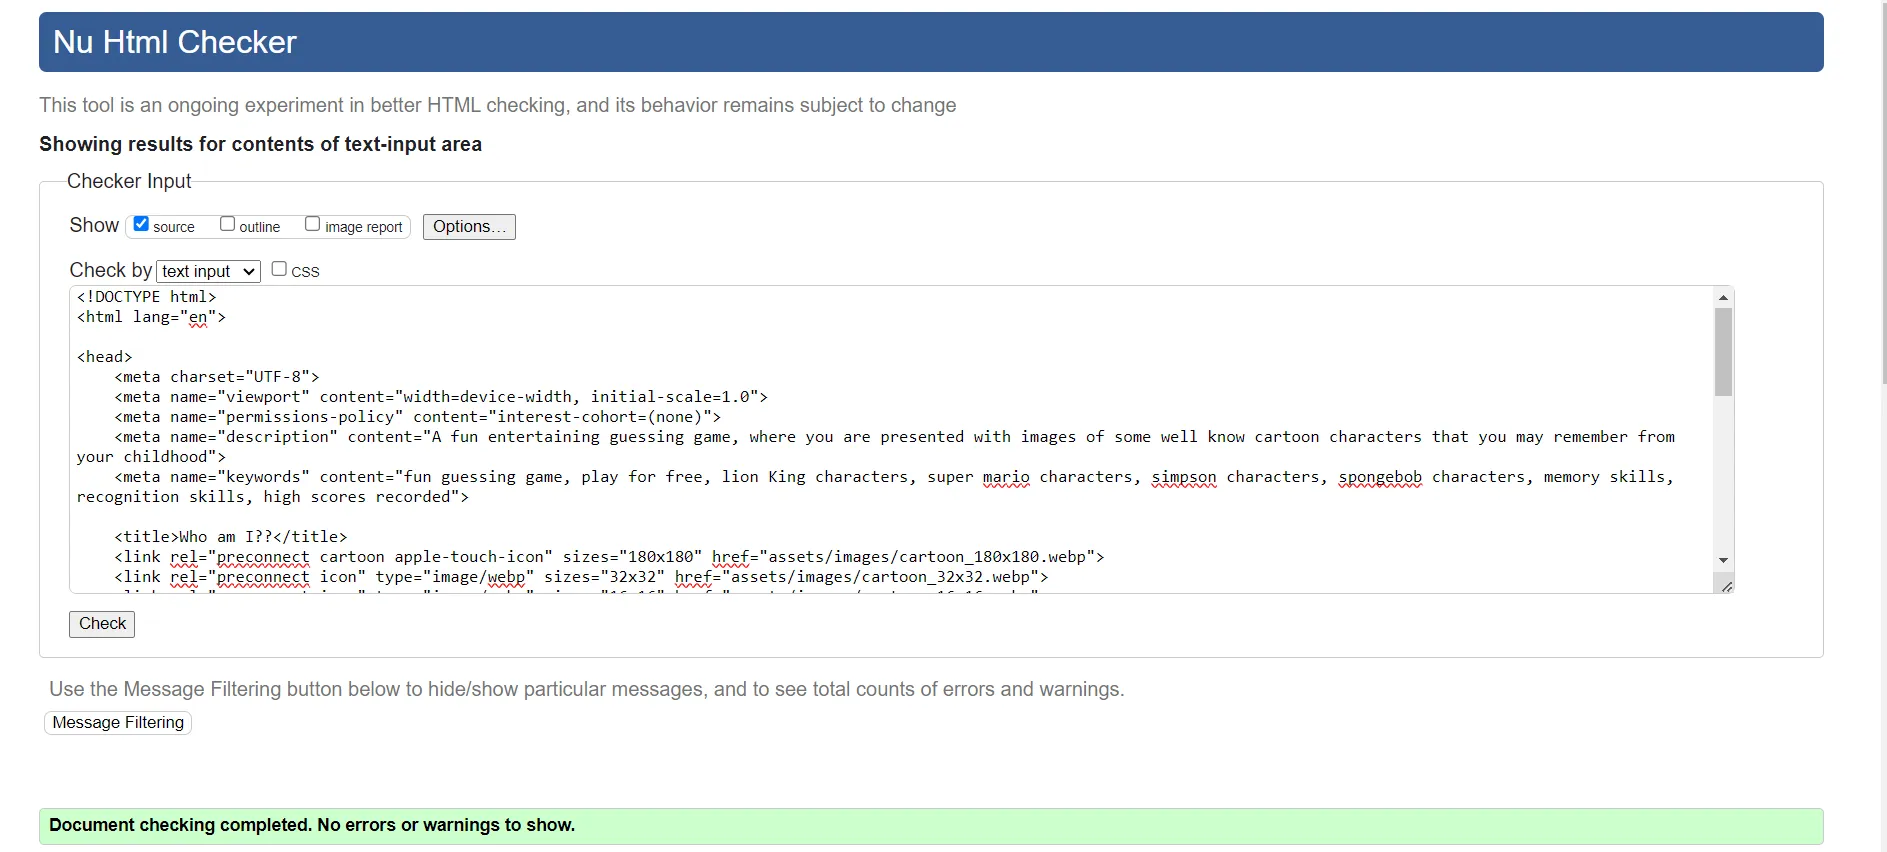 Nu Html Checker
This tool is an ongoing experiment in better HTML checking, and its behavior remains subject to change
Showing results for contents of text-input area
Checker Input
Show source outline image report Options...
Check by text input CSS
<!DOCTYPE html>
<html lang="en">
<head>
<meta charset="UTF-8">
<meta name="viewport" content="width=device-width, initial-scale=1.0">
<meta name="permissions-policy" content="interest-cohort=(none)">
<meta name="description" content="A fun entertaining guessing game, where you are presented with images of some well know cartoon characters that you may remember from
your childhood">
<meta name="keywords" content="fun guessing game, play for free, lion King characters, super mario characters, simpson characters, spongebob characters, memory skills,
recognition skills, high scores recorded">
<title>Who am I??</title>
<link rel="preconnect cartoon apple-touch-icon" sizes="180x180" href="assets/images/cartoon_180x180.webp">
<link rel="preconnect icon" type="image/webp" sizes="32x32" href="assets/images/cartoon_32x32.webp">
Check
Use the Message Filtering button below to hide/show particular messages, and to see total counts of errors and warnings.
Message Filtering
Document checking completed. No errors or warnings to show.